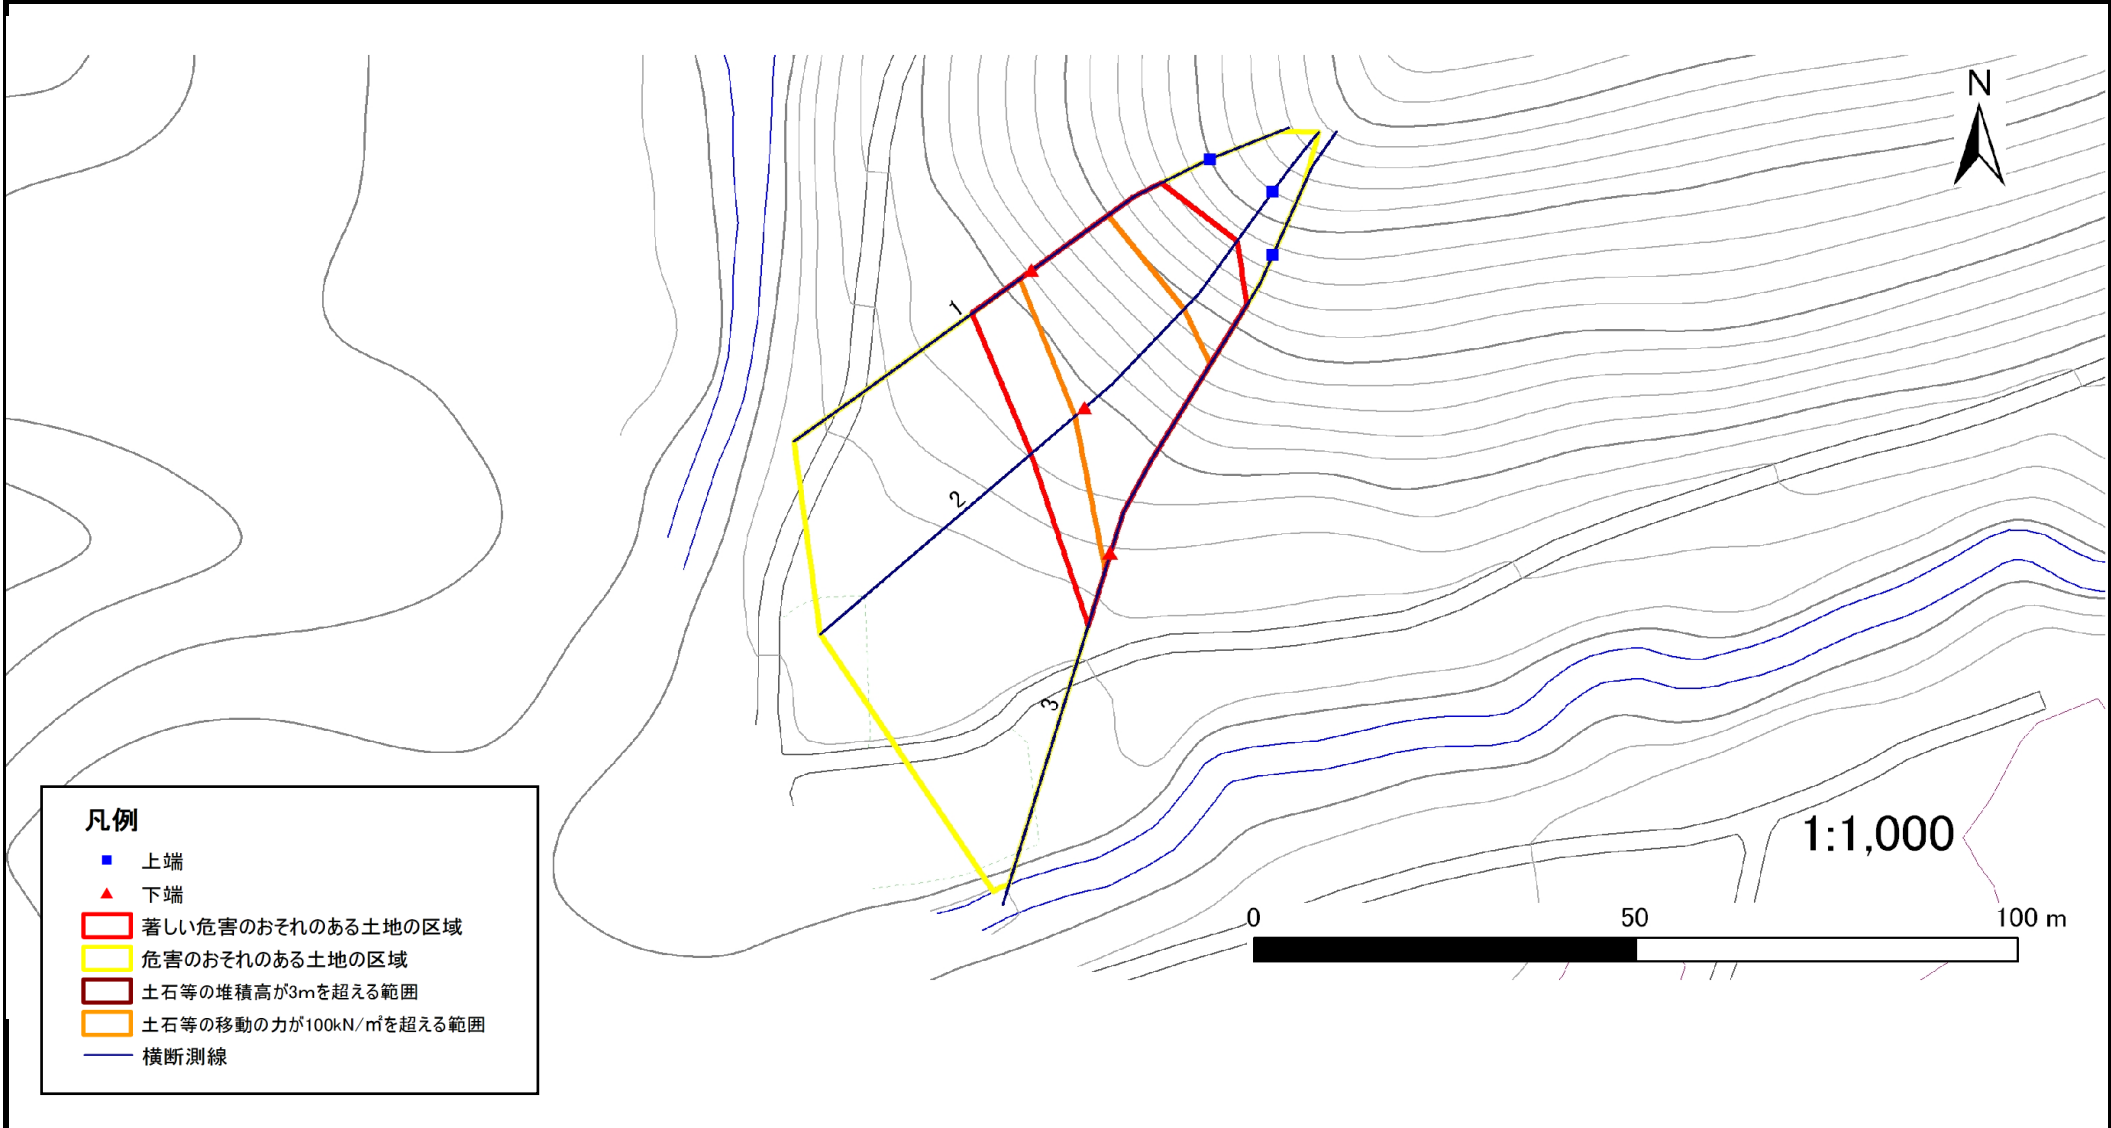 N
1
2
3
1:1,000
0 50 100 m
凡例
上端
下端
著しい危害のおそれのある土地の区域
危害のおそれのある土地の区域
土石等の堆積高が3mを超える範囲
土石等の移動の力が100kN/㎡を超える範囲
横断測線